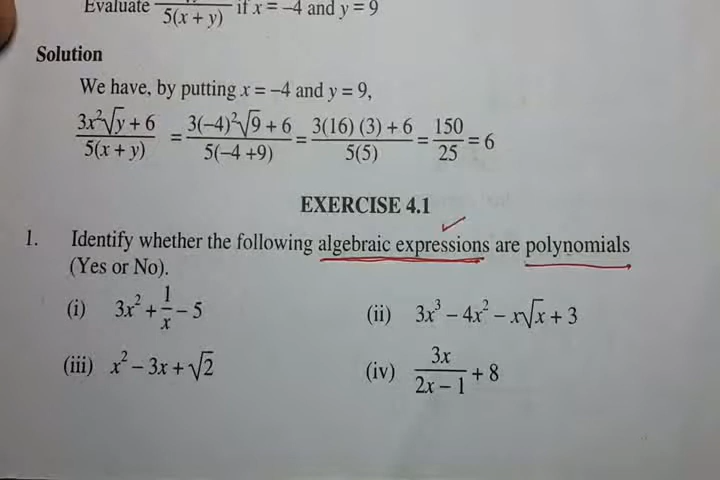 Evaluate 5(x + y) if x = –4 and y = 9
Solution
We have, by putting x = –4 and y = 9,
3x²√y + 6 / 5(x + y) = 3(–4)²√9 + 6 / 5(–4 +9) = 3(16) (3) + 6 / 5(5) = 150 / 25 = 6
EXERCISE 4.1
1. Identify whether the following algebraic expressions are polynomials
(Yes or No).
(i) 3x² + 1/x – 5 (ii) 3x³ – 4x² – x√x + 3
(iii) x² – 3x + √2 (iv) 3x / 2x – 1 + 8